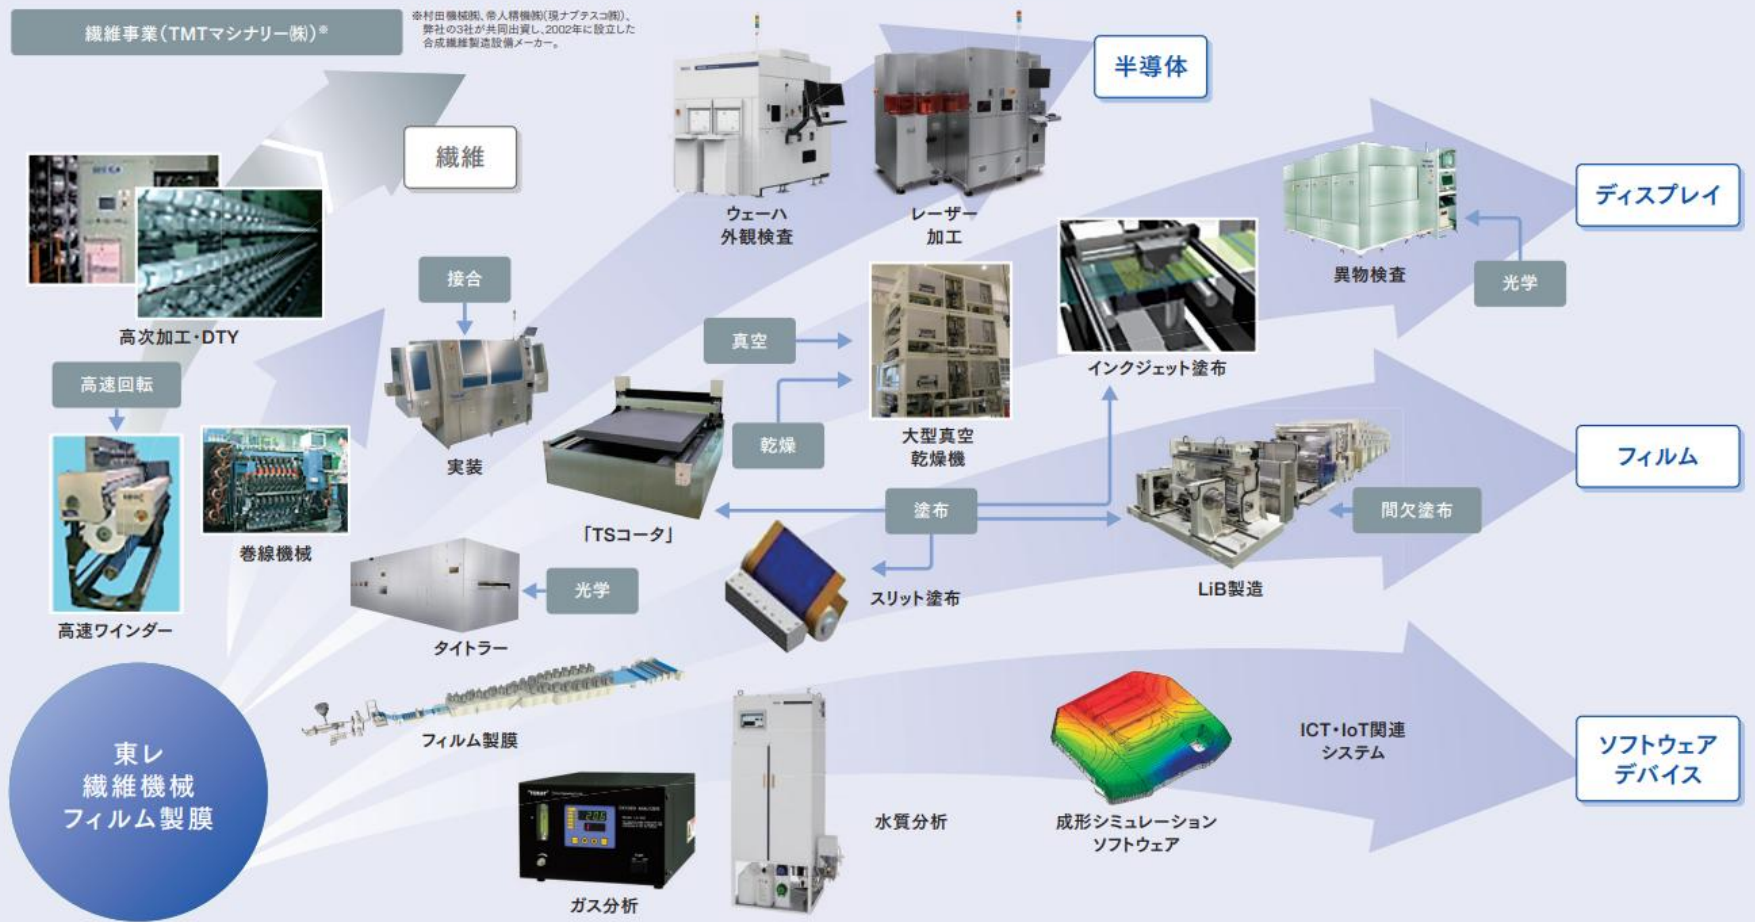 繊維事業(TMTマシナリー㈱)※
※村田機械㈱、帝人精機㈱(現ナブテスコ㈱)、
弊社の3社が共同出資し、2002年に設立した
合成繊維製造設備メーカー。
半導体
繊維
ディスプレイ
ウェーハ
外観検査
レーザー
加工
異物検査
光学
接合
高次加工・DTY
真空
インクジェット塗布
高速回転
乾燥
大型真空
乾燥機
実装
フィルム
「TSコータ」
塗布
間欠塗布
巻線機械
光学
スリット塗布
LiB製造
高速ワインダー
タイトラー
フィルム製膜
東レ
繊維機械
フィルム製膜
ICT・IoT関連
システム
ソフトウェア
デバイス
水質分析
成形シミュレーション
ソフトウェア
ガス分析